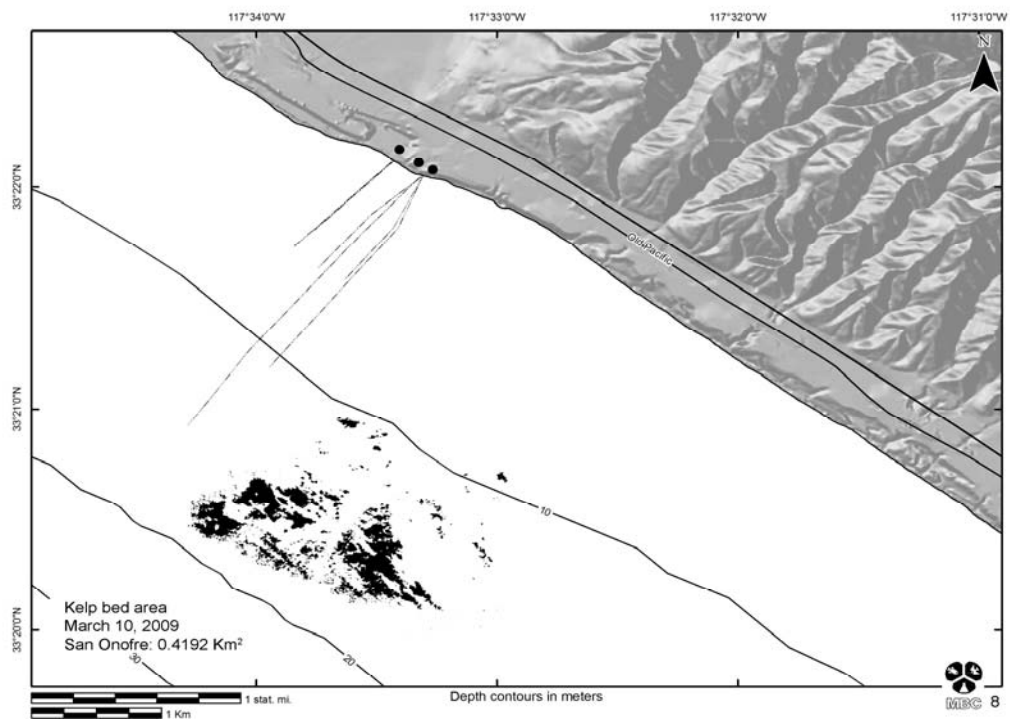 117°34'0"W 117°33'0"W 117°32'0"W 117°31'0"W
N
33°22'0"N
Old Pacific
33°21'0"N
10
33°20'0"N
Kelp bed area
March 10, 2009
San Onofre: 0.4192 Km²
30
20
1 stat. mi.
1 Km
Depth contours in meters
MBC
8